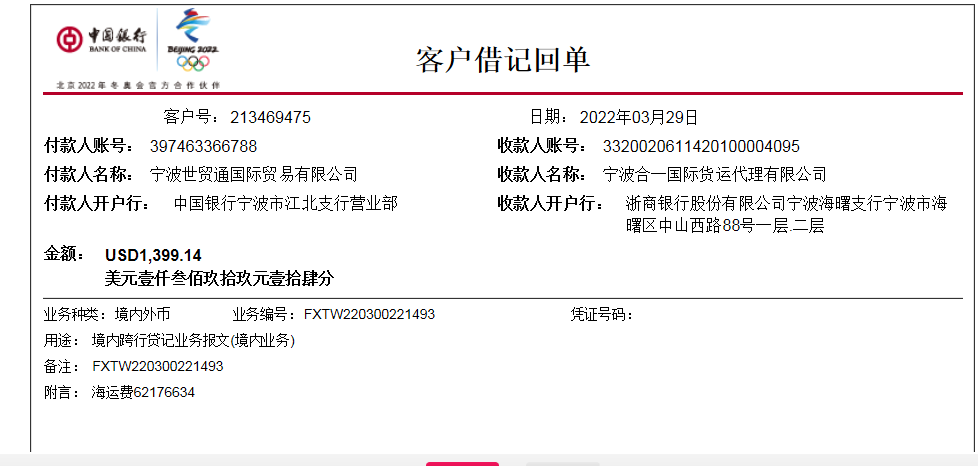 中国银行
BANK OF CHINA
BEIJING 2022
北京2022年冬奥会官方合作伙伴
客户借记回单
客户号：213469475 日期：2022年03月29日
付款人账号：397463366788 收款人账号：3320020611420100004095
付款人名称：宁波世贸通国际贸易有限公司 收款人名称：宁波合一国际货运代理有限公司
付款人开户行：中国银行宁波市江北支行营业部 收款人开户行：浙商银行股份有限公司宁波海曙支行宁波市海
曙区中山西路88号一层.二层
金额：USD1,399.14
美元壹仟叁佰玖拾玖元壹拾肆分
业务种类：境内外币 业务编号：FXTW220300221493 凭证号码：
用途：境内跨行贷记业务报文(境内业务)
备注：FXTW220300221493
附言：海运费62176634